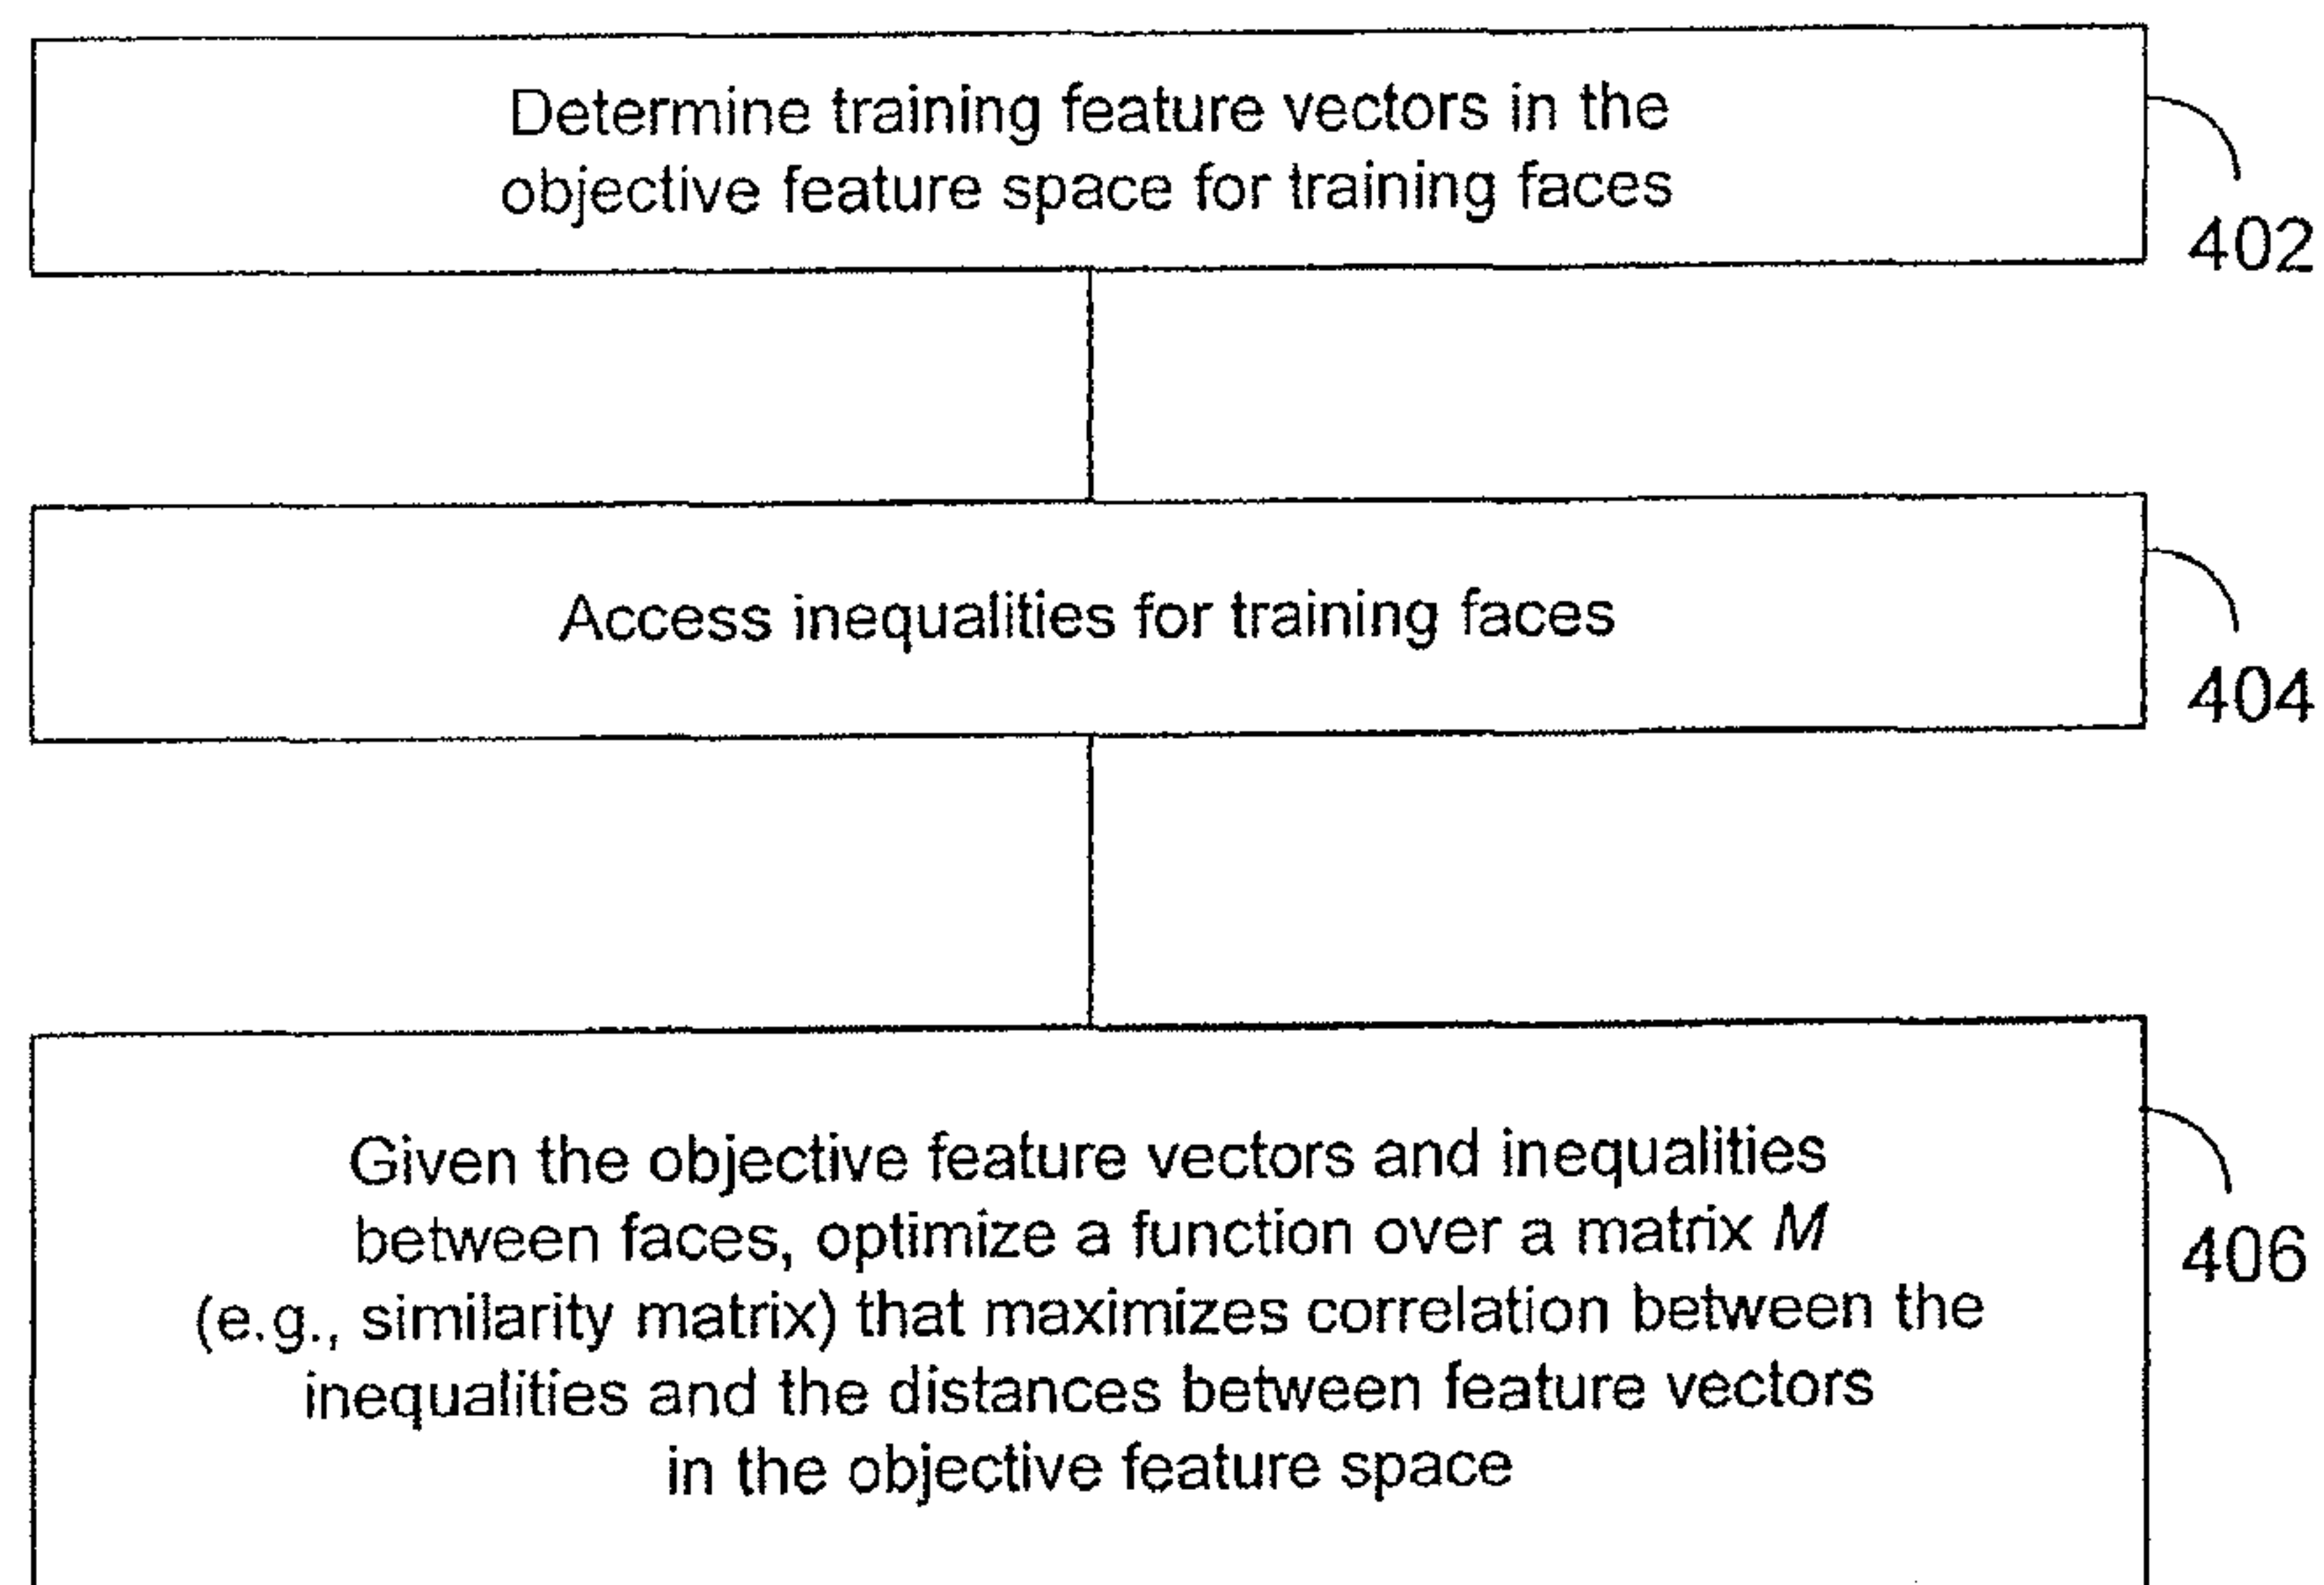 Determine training feature vectors in the
objective feature space for training faces
402
Access inequalities for training faces
404
Given the objective feature vectors and inequalities
between faces, optimize a function over a matrix M
(e.g., similarity matrix) that maximizes correlation between the
inequalities and the distances between feature vectors
in the objective feature space
406